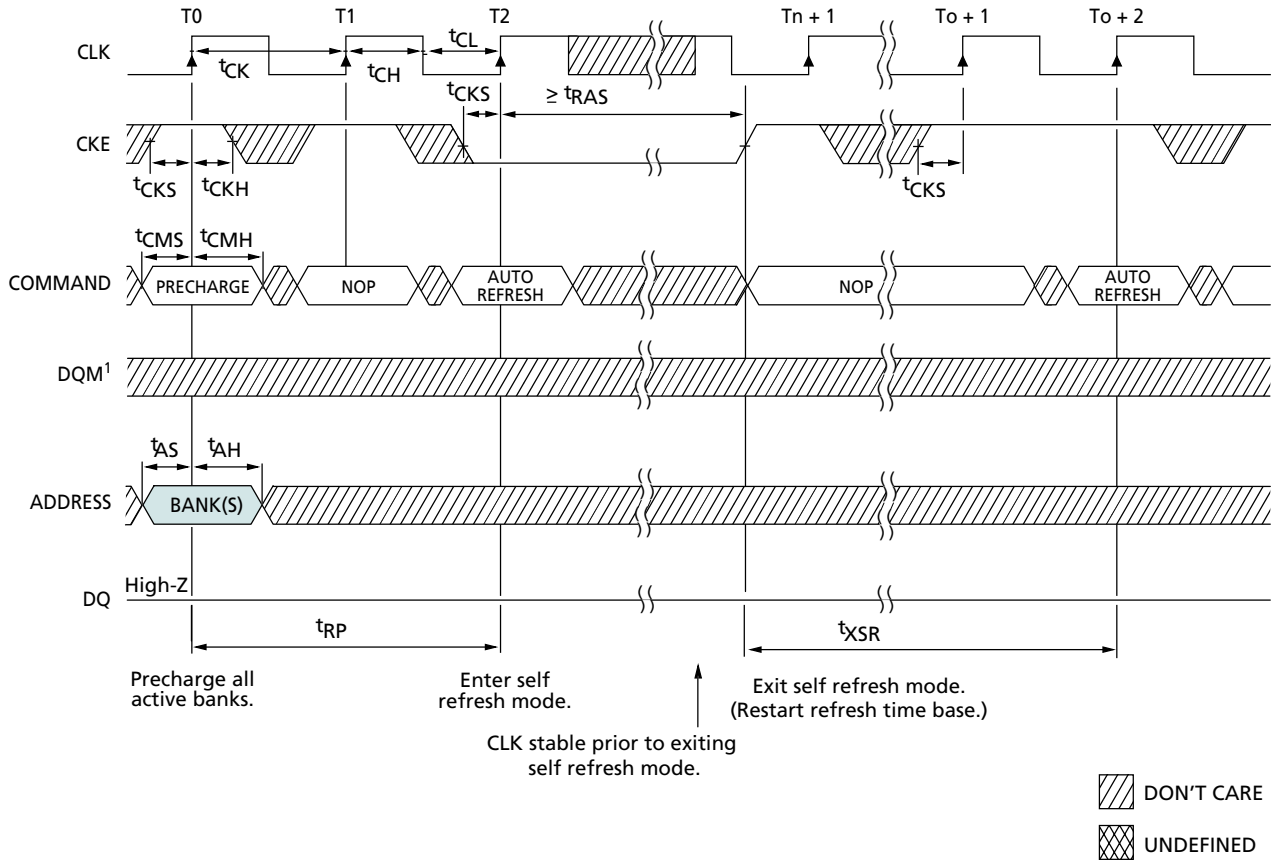 T0 T1 T2 Tn + 1 To + 1 To + 2
CLK
tCK tCH tCL
tCKS ≥ tRAS
CKE
tCKS tCKH tCKS
tCMS tCMH
COMMAND PRECHARGE NOP AUTO REFRESH NOP AUTO REFRESH
DQM1
tAS tAH
ADDRESS BANK(S)
High-Z
DQ
tRP tXSR
Precharge all
active banks.
Enter self
refresh mode.
Exit self refresh mode.
(Restart refresh time base.)
CLK stable prior to exiting
self refresh mode.
DON'T CARE
UNDEFINED